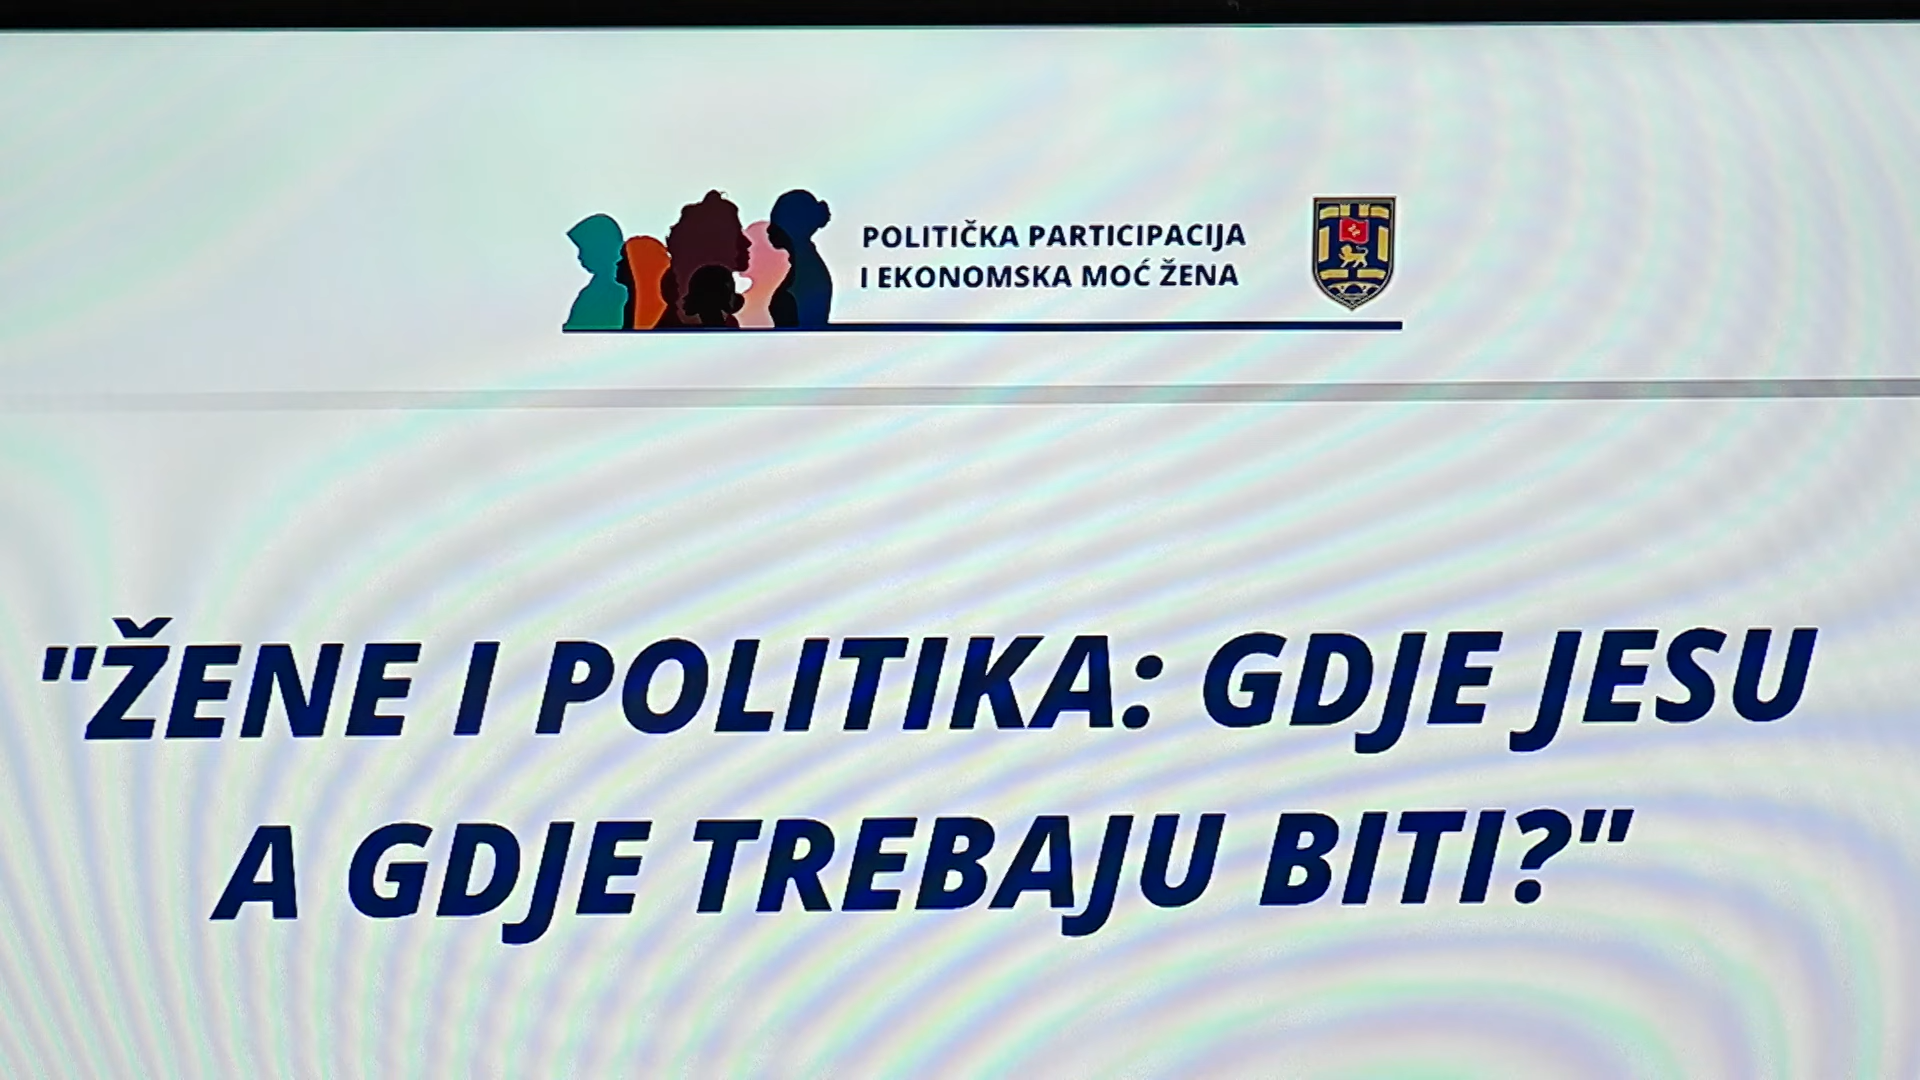 POLITIČKA PARTICIPACIJA
I EKONOMSKA MOĆ ŽENA
"ŽENE I POLITIKA: GDJE JESU
A GDJE TREBAJU BITI?"